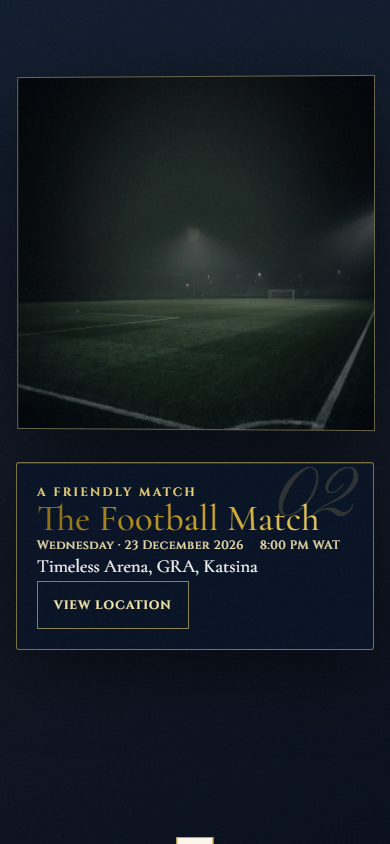 02
A FRIENDLY MATCH
The Football Match
WEDNESDAY · 23 DECEMBER 2026 8:00 PM WAT
Timeless Arena, GRA, Katsina
VIEW LOCATION